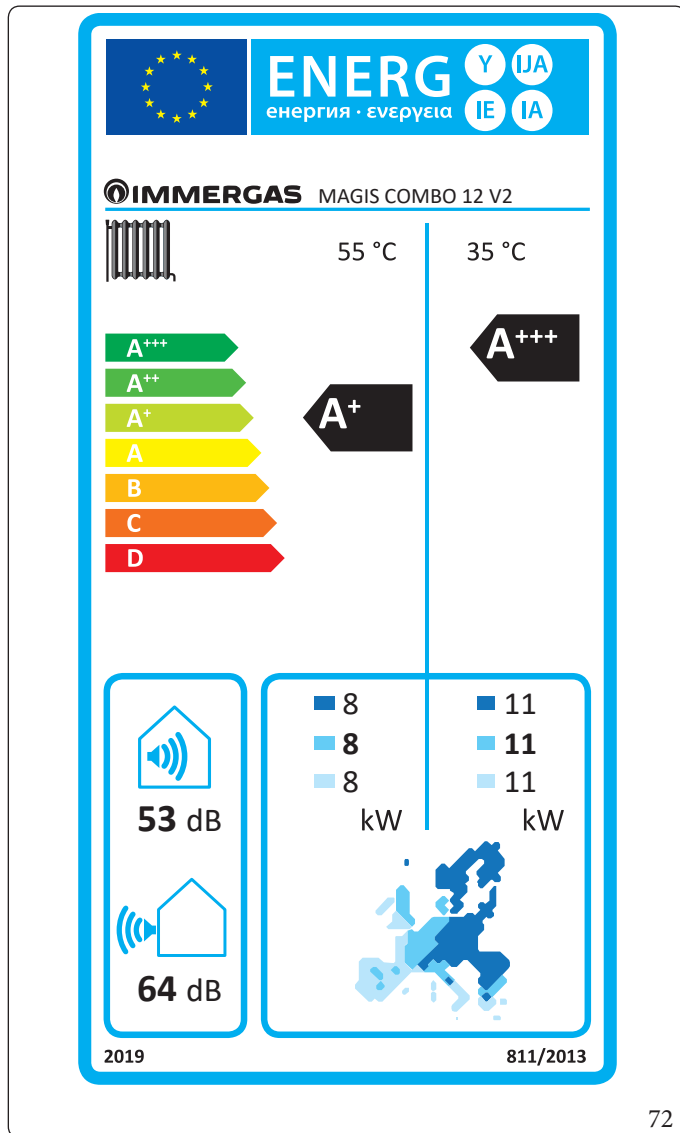 ENERG Y IJA
енергия · ενεργεια IE IA
IMMERGAS MAGIS COMBO 12 V2
55 °C 35 °C
A+++ A+++
A++
A+ A+
A
B
C
D
8 11
8 11
8 11
kW kW
53 dB
64 dB
2019 811/2013
72